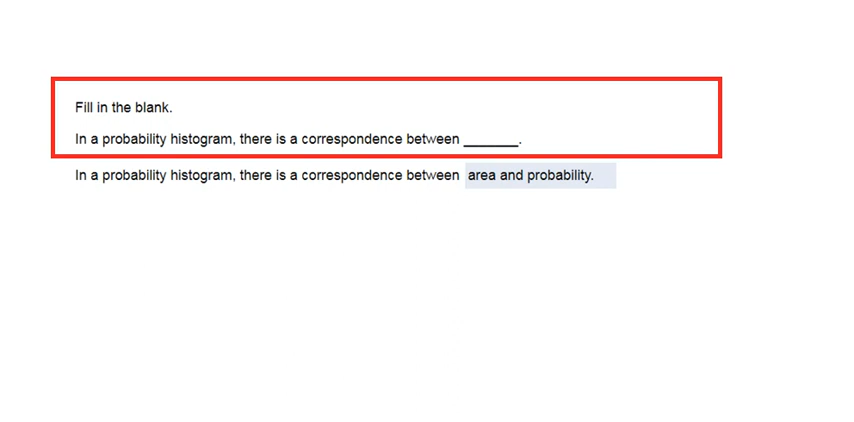 Fill in the blank.
In a probability histogram, there is a correspondence between _______.
In a probability histogram, there is a correspondence between area and probability.